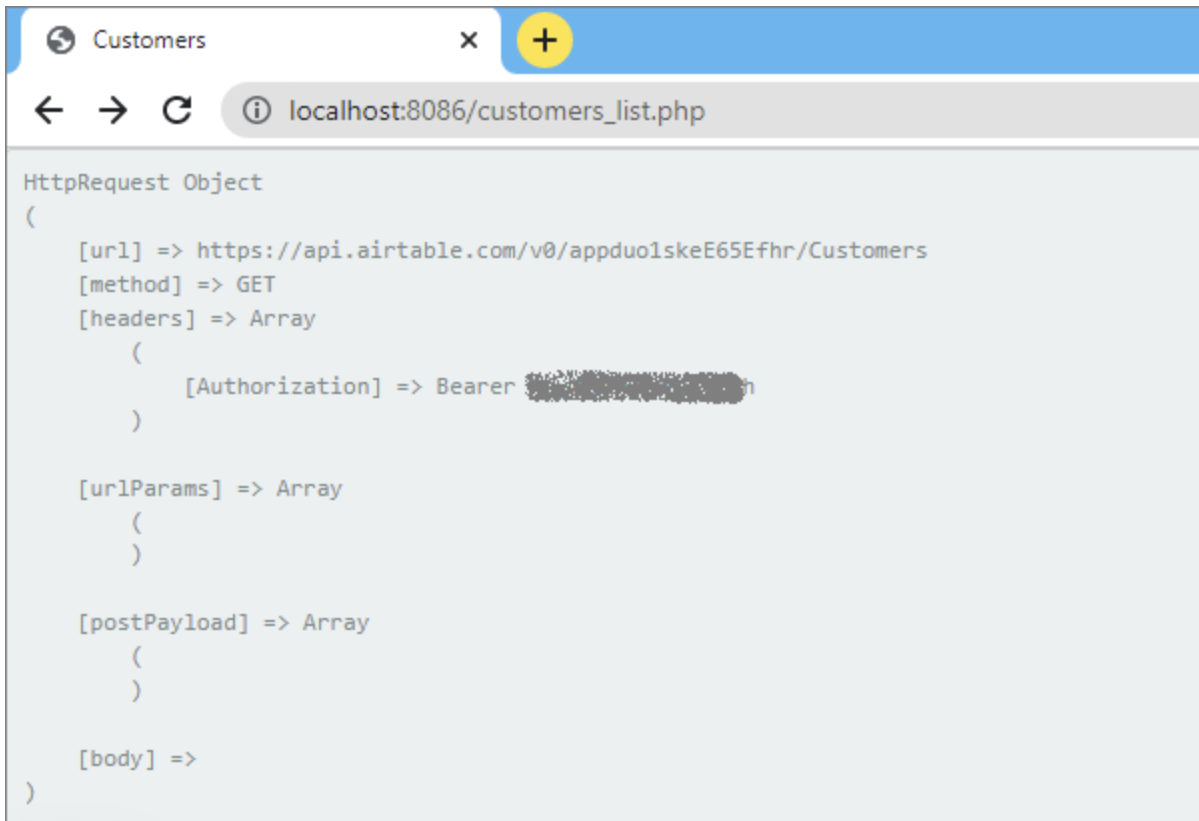 Customers
localhost:8086/customers_list.php
HttpRequest Object
(
    [url] => https://api.airtable.com/v0/appduo1skeE65Efhr/Customers
    [method] => GET
    [headers] => Array
        (
            [Authorization] => Bearer
        )
    [urlParams] => Array
        (
        )
    [postPayload] => Array
        (
        )
    [body] =>
)